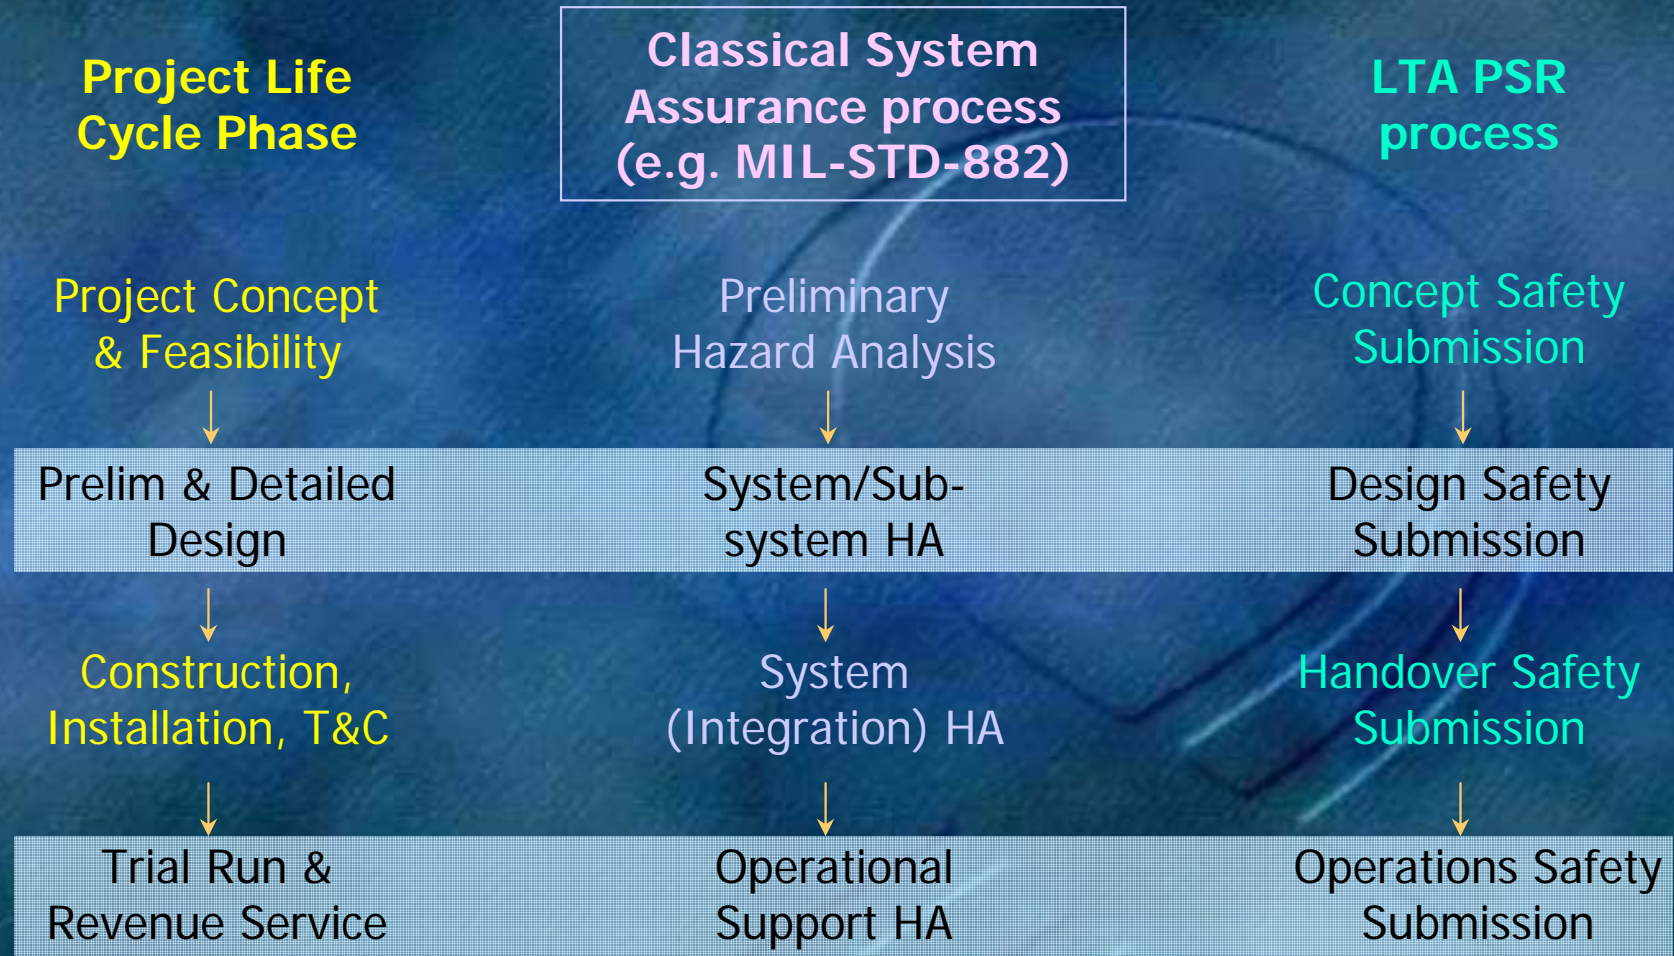 Project Life
Cycle Phase
Classical System
Assurance process
(e.g. MIL-STD-882)
LTA PSR
process
Project Concept
& Feasibility
Preliminary
Hazard Analysis
Concept Safety
Submission
Prelim & Detailed
Design
System/Sub-
system HA
Design Safety
Submission
Construction,
Installation, T&C
System
(Integration) HA
Handover Safety
Submission
Trial Run &
Revenue Service
Operational
Support HA
Operations Safety
Submission